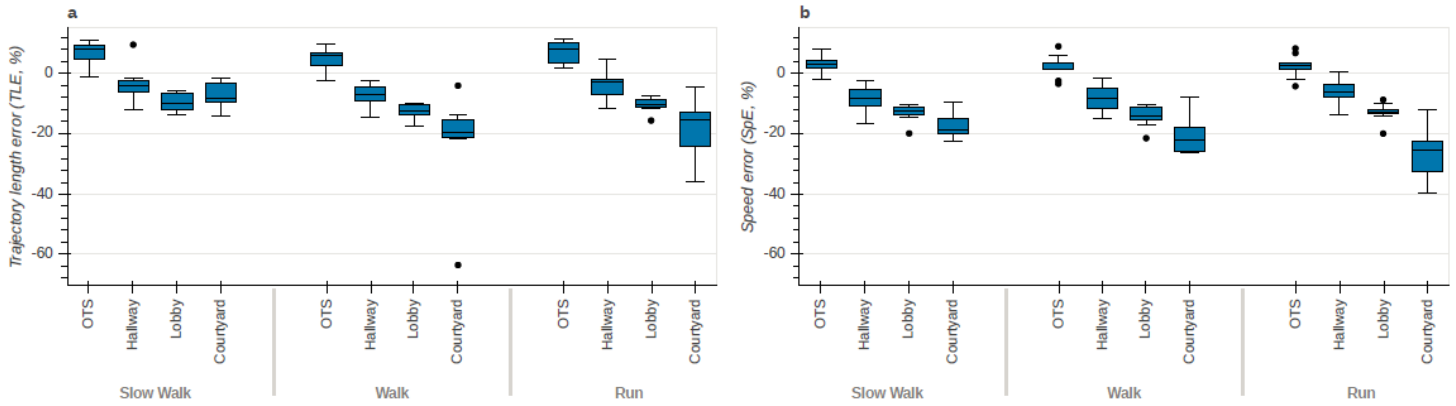 a
Trajectory length error (TLE, %)
0
-20
-40
-60
OTS
Hallway
Lobby
Courtyard
OTS
Hallway
Lobby
Courtyard
OTS
Hallway
Lobby
Courtyard
Slow Walk
Walk
Run
b
Speed error (SpE, %)
0
-20
-40
-60
OTS
Hallway
Lobby
Courtyard
OTS
Hallway
Lobby
Courtyard
OTS
Hallway
Lobby
Courtyard
Slow Walk
Walk
Run